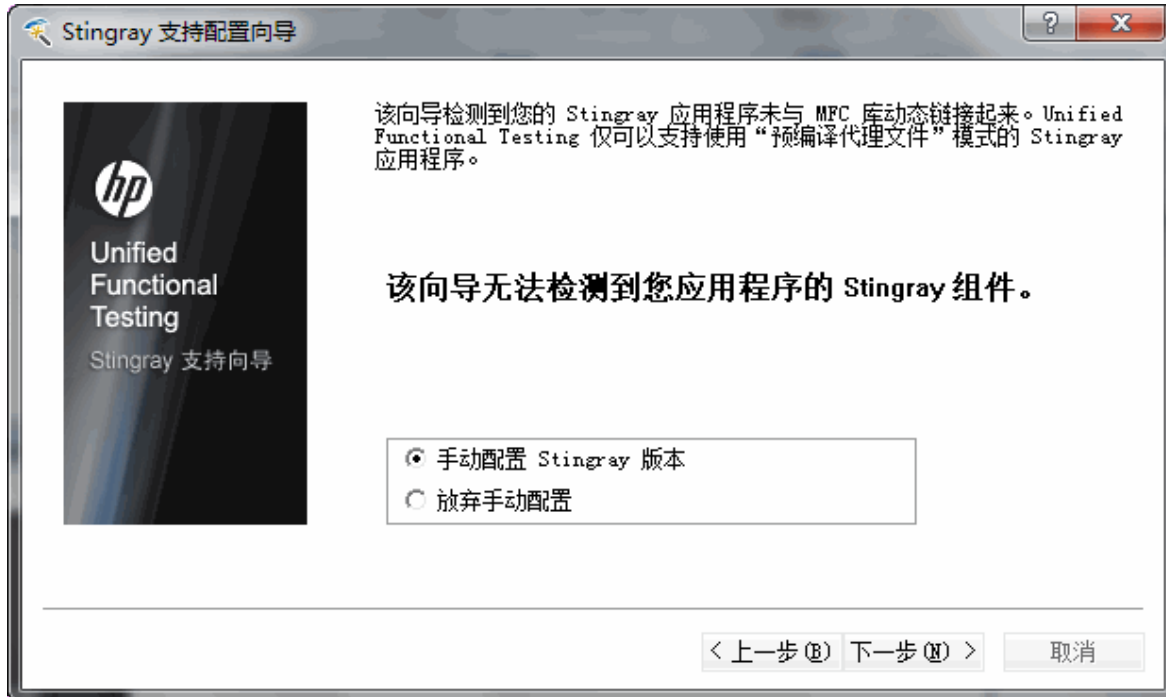 Stingray 支持配置向导
?
X
该向导检测到您的 Stingray 应用程序未与 MFC 库动态链接起来。Unified
Functional Testing 仅可以支持使用“预编译代理文件”模式的 Stingray
应用程序。
hp
Unified
Functional
Testing
Stingray 支持向导
该向导无法检测到您应用程序的 Stingray 组件。
手动配置 Stingray 版本
放弃手动配置
< 上一步(B)
下一步(N) >
取消